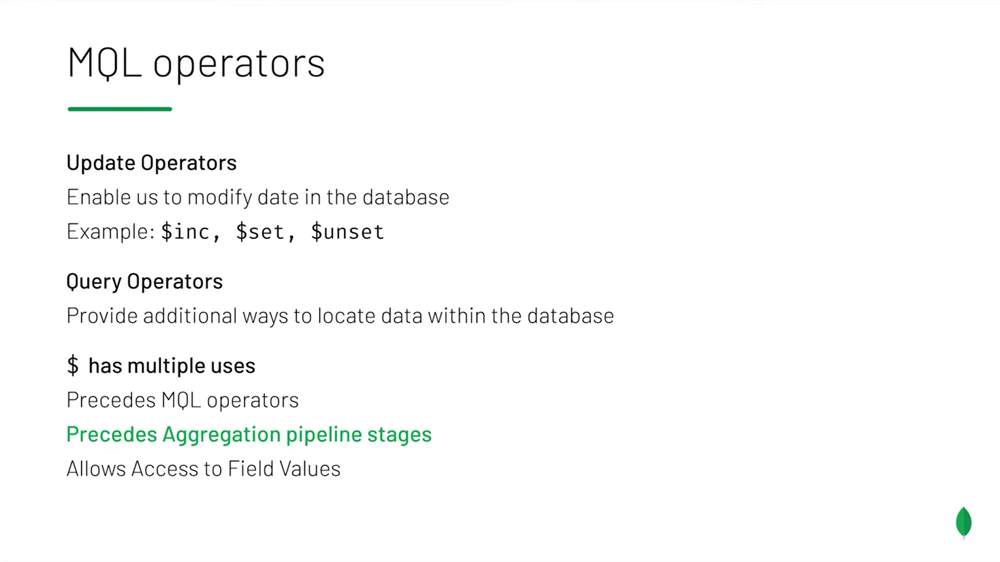 MQL operators
Update Operators
Enable us to modify date in the database
Example: $inc, $set, $unset
Query Operators
Provide additional ways to locate data within the database
$ has multiple uses
Precedes MQL operators
Precedes Aggregation pipeline stages
Allows Access to Field Values